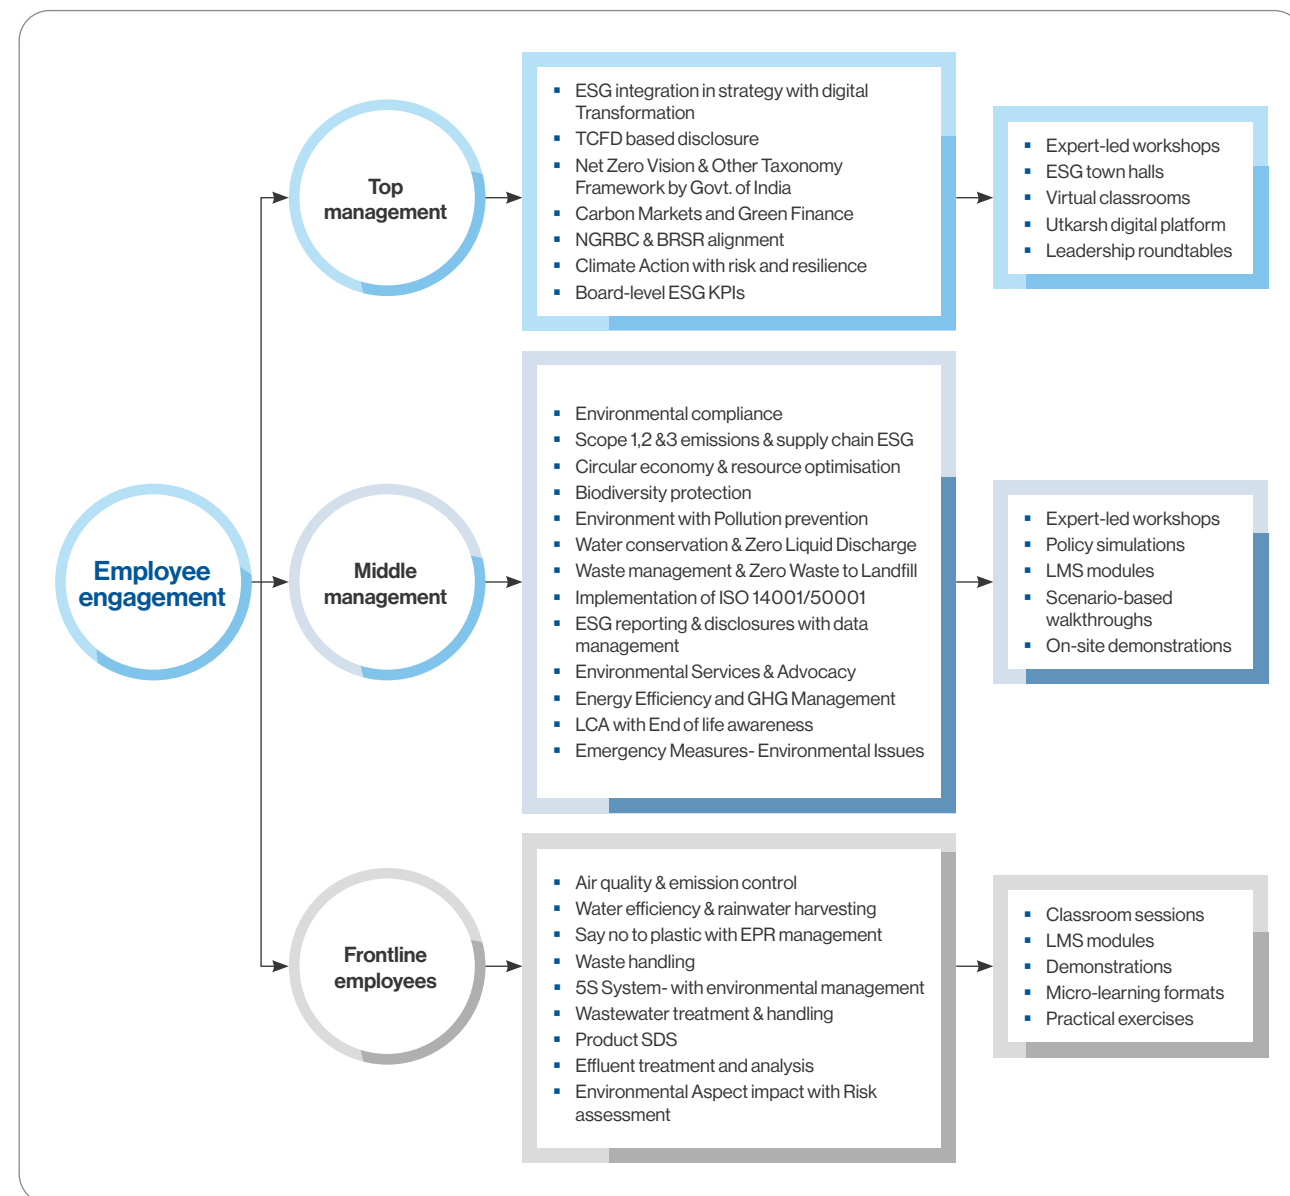 Employee
engagement
Top
management
ESG integration in strategy with digital
Transformation
TCFD based disclosure
Net Zero Vision & Other Taxonomy
Framework by Govt. of India
Carbon Markets and Green Finance
NGRBC & BRSR alignment
Climate Action with risk and resilience
Board-level ESG KPIs
Expert-led workshops
ESG town halls
Virtual classrooms
Utkarsh digital platform
Leadership roundtables
Middle
management
Environmental compliance
Scope 1,2 &3 emissions & supply chain ESG
Circular economy & resource optimisation
Biodiversity protection
Environment with Pollution prevention
Water conservation & Zero Liquid Discharge
Waste management & Zero Waste to Landfill
Implementation of ISO 14001/50001
ESG reporting & disclosures with data
management
Environmental Services & Advocacy
Energy Efficiency and GHG Management
LCA with End of life awareness
Emergency Measures- Environmental Issues
Expert-led workshops
Policy simulations
LMS modules
Scenario-based
walkthroughs
On-site demonstrations
Frontline
employees
Air quality & emission control
Water efficiency & rainwater harvesting
Say no to plastic with EPR management
Waste handling
5S System- with environmental management
Wastewater treatment & handling
Product SDS
Effluent treatment and analysis
Environmental Aspect impact with Risk
assessment
Classroom sessions
LMS modules
Demonstrations
Micro-learning formats
Practical exercises